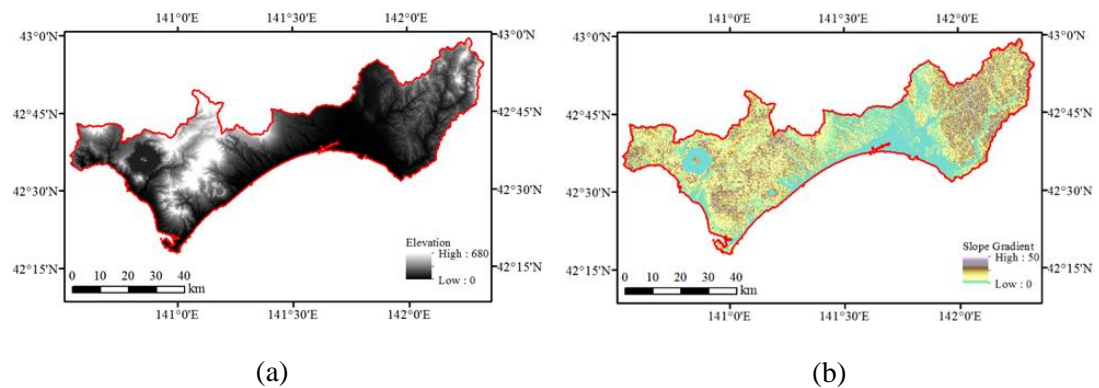 141°0'E 141°30'E 142°0'E
43°0'N 43°0'N
42°45'N 42°45'N
42°30'N 42°30'N
42°15'N 42°15'N
Elevation
High : 680
Low : 0
0 10 20 30 40
km
141°0'E 141°30'E 142°0'E
(a)
141°0'E 141°30'E 142°0'E
43°0'N 43°0'N
42°45'N 42°45'N
42°30'N 42°30'N
42°15'N 42°15'N
Slope Gradient
High : 50
Low : 0
0 10 20 30 40
km
141°0'E 141°30'E 142°0'E
(b)